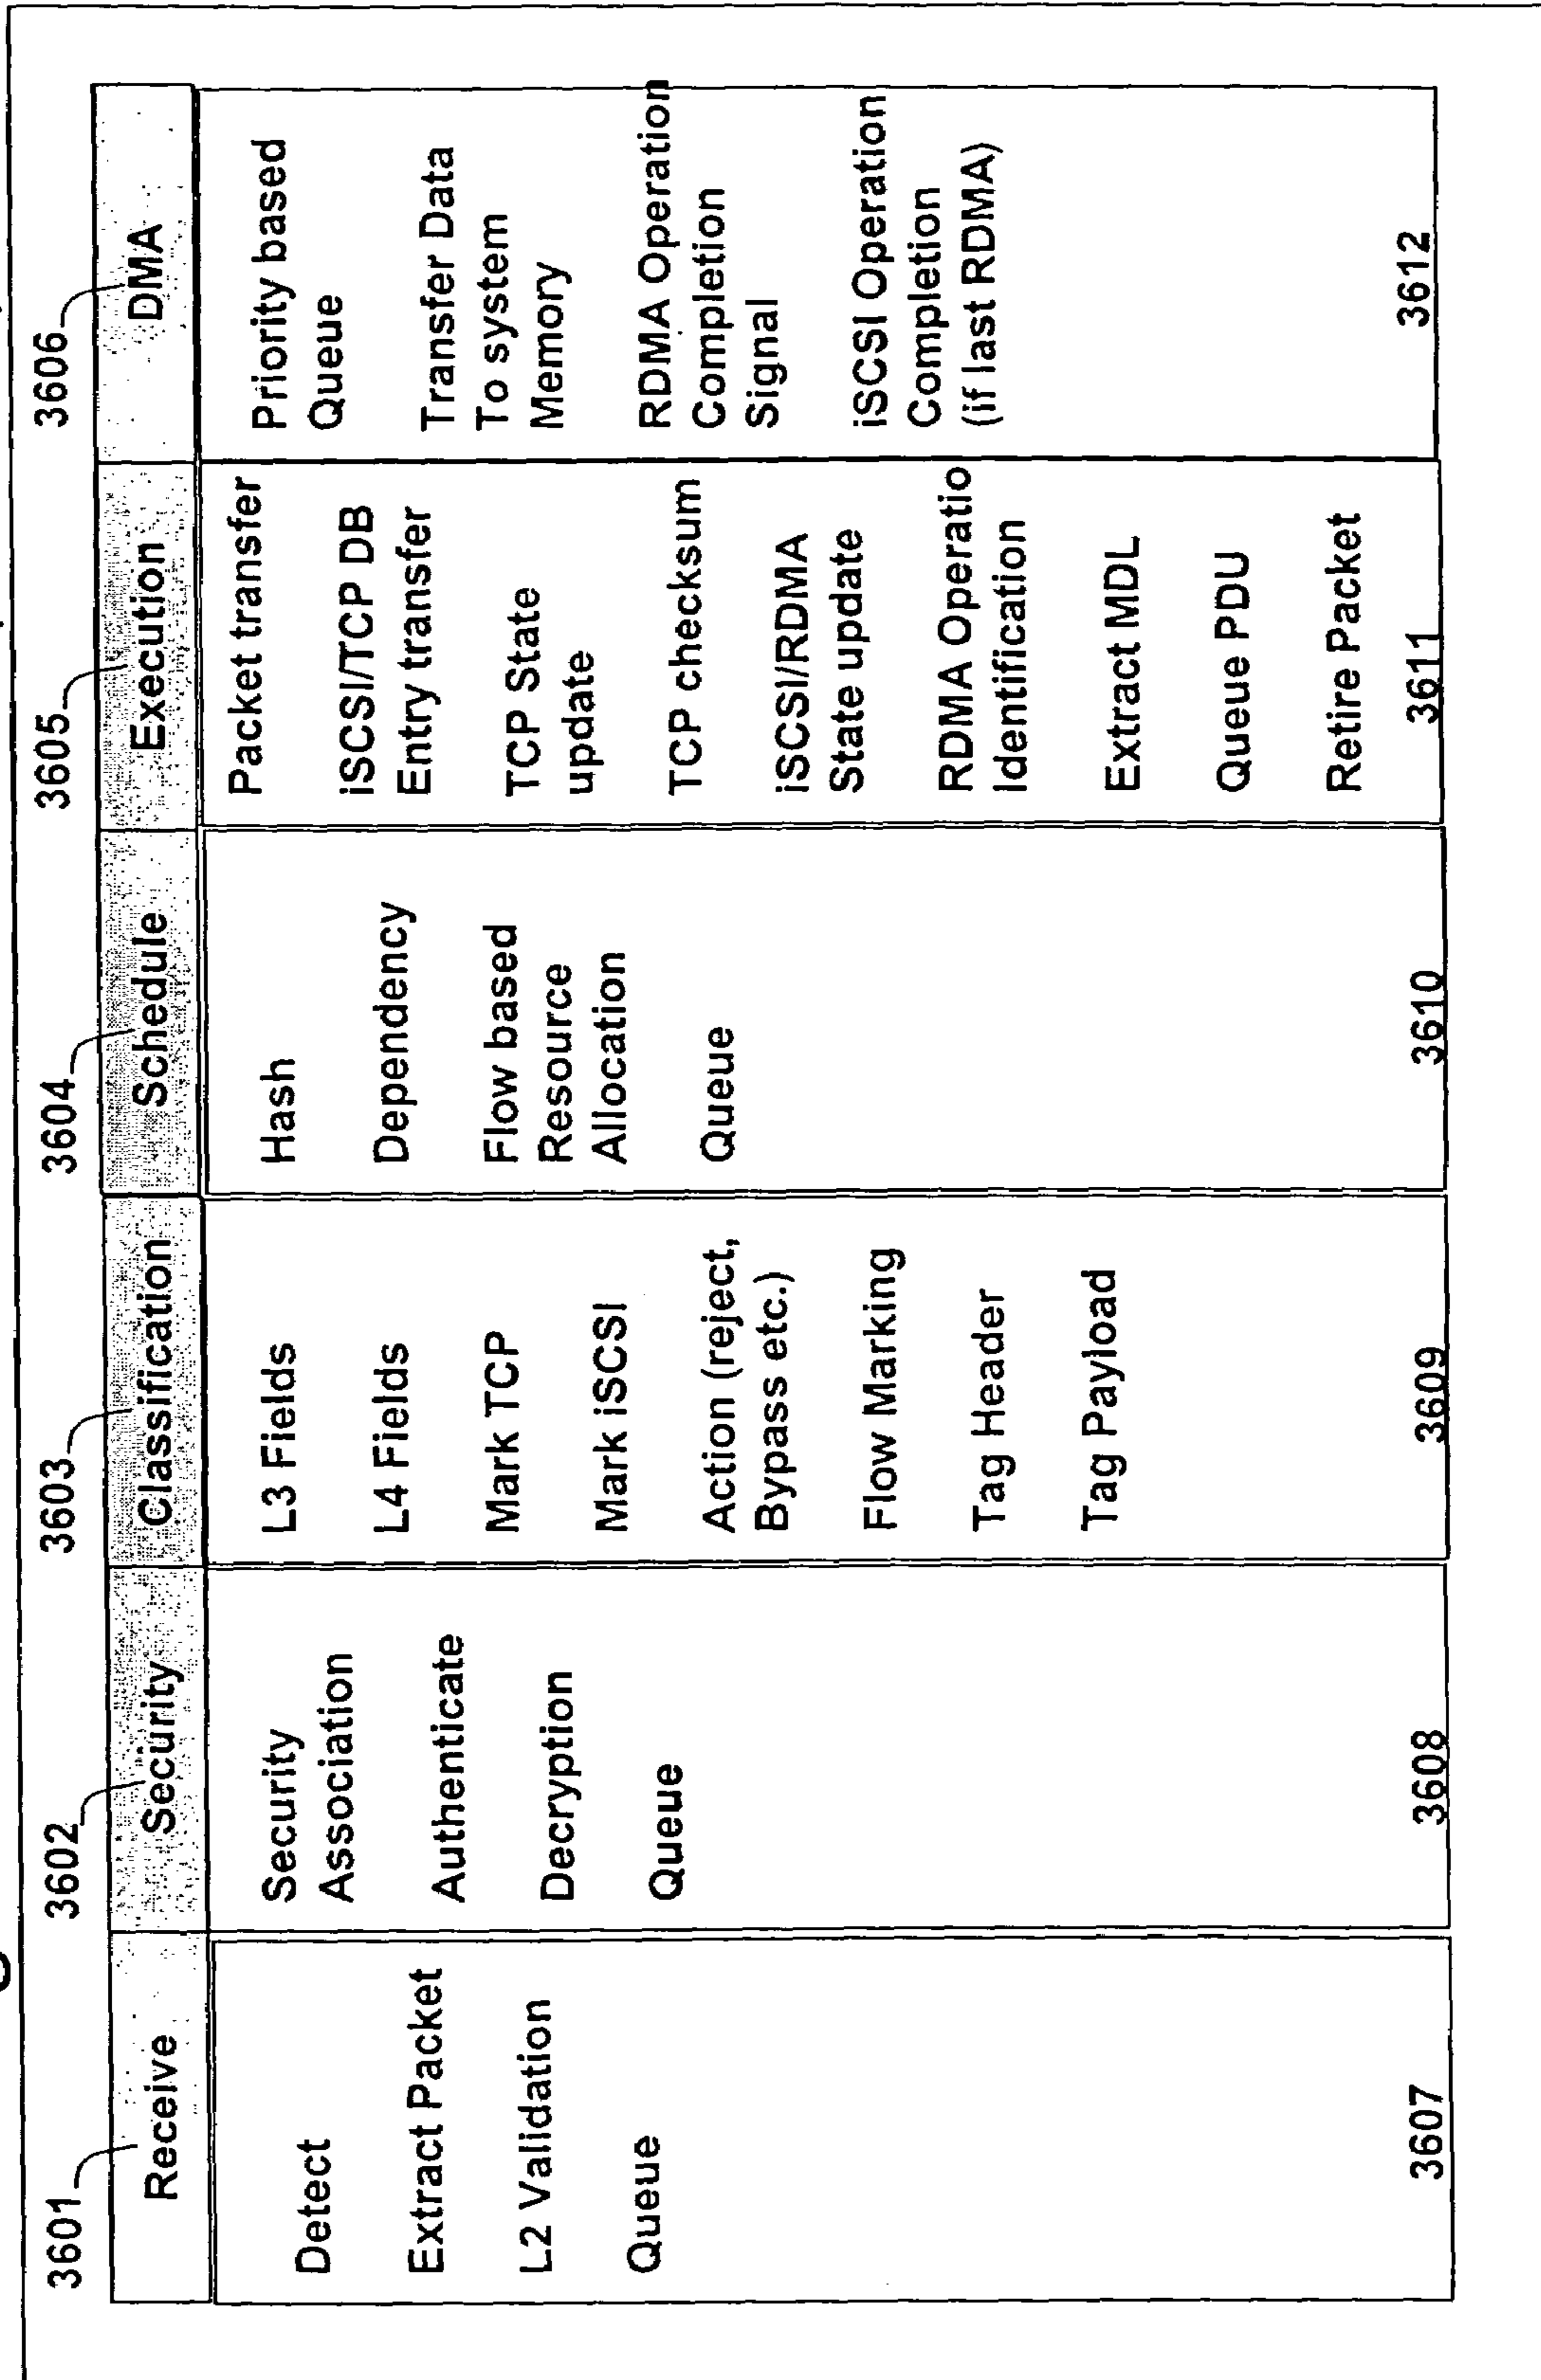 3601
3602
3603
3604
3605
3606
Receive
Security
Classification
Schedule
Execution
DMA
Detect
Extract Packet
L2 Validation
Queue
3607
Security
Association
Authenticate
Decryption
Queue
3608
L3 Fields
L4 Fields
Mark TCP
Mark iSCSI
Action (reject,
Bypass etc.)
Flow Marking
Tag Header
Tag Payload
3609
Hash
Dependency
Flow based
Resource
Allocation
Queue
3610
Packet transfer
iSCSI/TCP DB
Entry transfer
TCP State
update
TCP checksum
iSCSI/RDMA
State update
RDMA Operatio
Identification
Extract MDL
Queue PDU
Retire Packet
3611
Priority based
Queue
Transfer Data
To system
Memory
RDMA Operation
Completion
Signal
iSCSI Operation
Completion
(if last RDMA)
3612